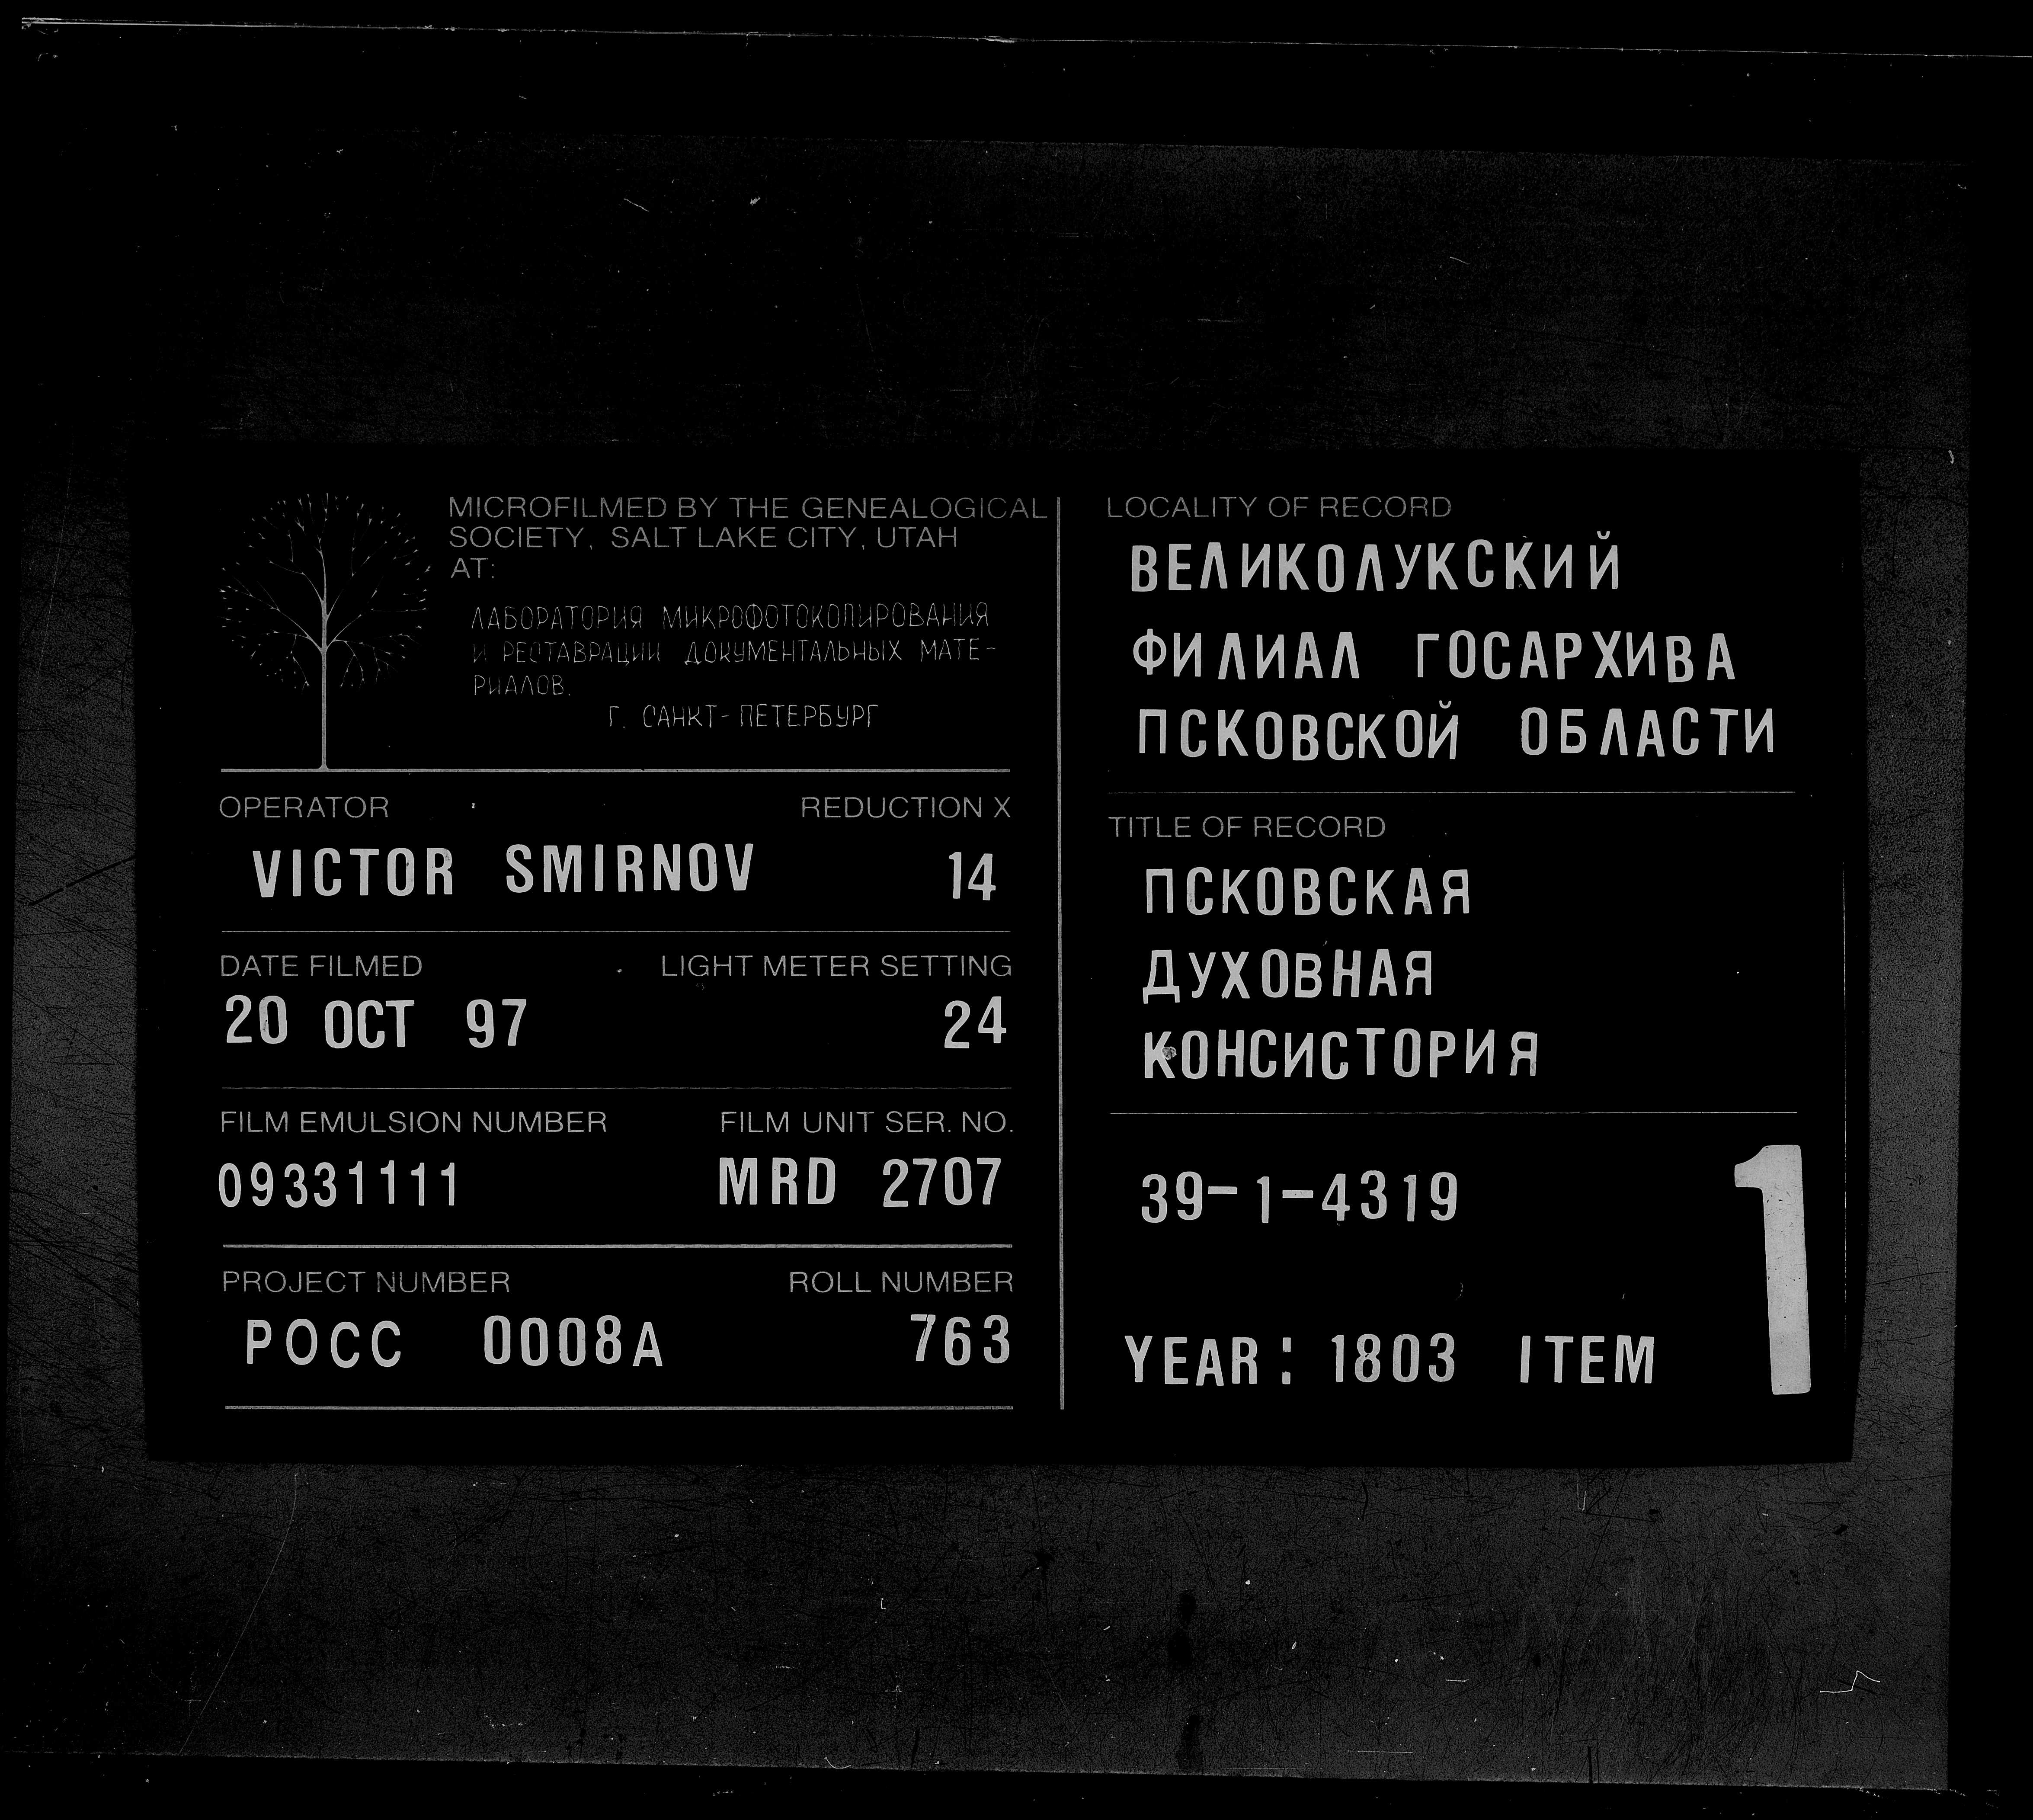 MICROFILMED BY THE GENEALOGICAL
SOCIETY, SALT LAKE CITY, UTAH
AT:
ЛАБОРАТОРИЯ МИКРОФОТОКОПИРОВАНИЯ
И РЕСТАВРАЦИИ ДОКУМЕНТАЛЬНЫХ МАТЕ-
РИАЛОВ.
Г. САНКТ-ПЕТЕРБУРГ
OPERATOR REDUCTION X
VICTOR SMIRNOV 14
DATE FILMED LIGHT METER SETTING
20 OCT 97 24
FILM EMULSION NUMBER FILM UNIT SER. NO.
09331111 MRD 2707
PROJECT NUMBER ROLL NUMBER
РОСС 0008A 763
LOCALITY OF RECORD
ВЕЛИКОЛУКСКИЙ
ФИЛИАЛ ГОСАРХИВА
ПСКОВСКОЙ ОБЛАСТИ
TITLE OF RECORD
ПСКОВСКАЯ
ДУХОВНАЯ
КОНСИСТОРИЯ
39-1-4319
YEAR: 1803 ITEM 1